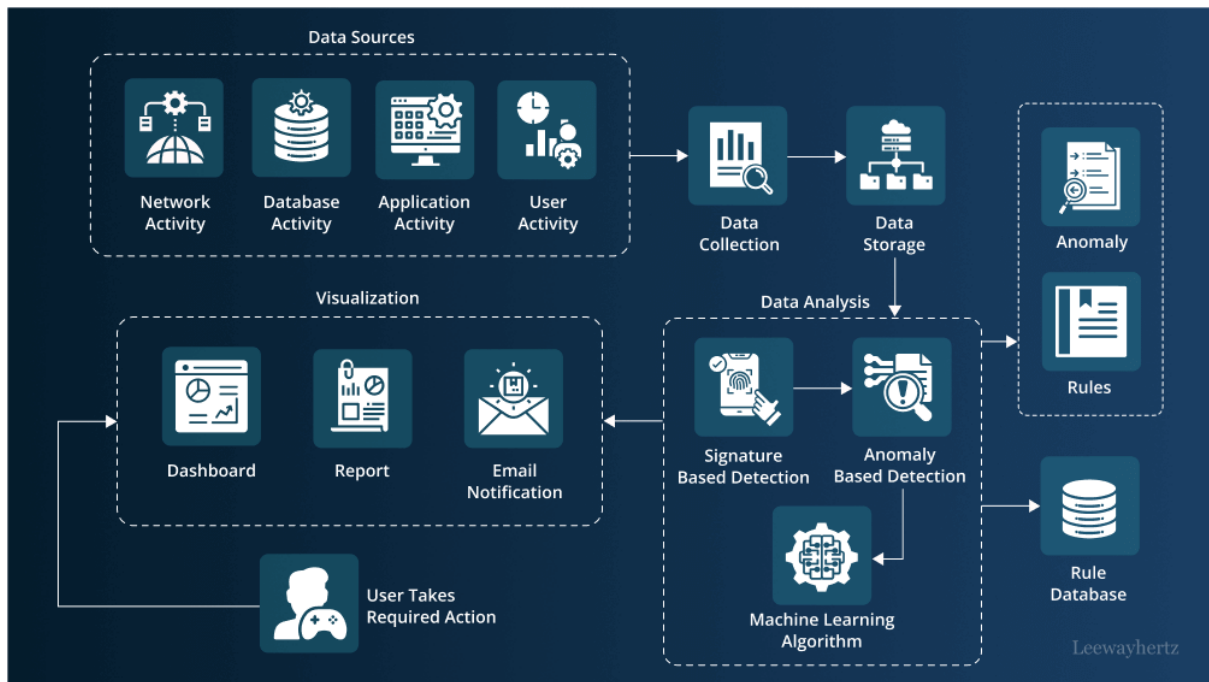 Data Sources
Network
Activity
Database
Activity
Application
Activity
User
Activity
Data
Collection
Data
Storage
Anomaly
Rules
Visualization
Dashboard
Report
Email
Notification
Data Analysis
Signature
Based Detection
Anomaly
Based Detection
Machine Learning
Algorithm
Rule
Database
User Takes
Required Action
Leewayhertz